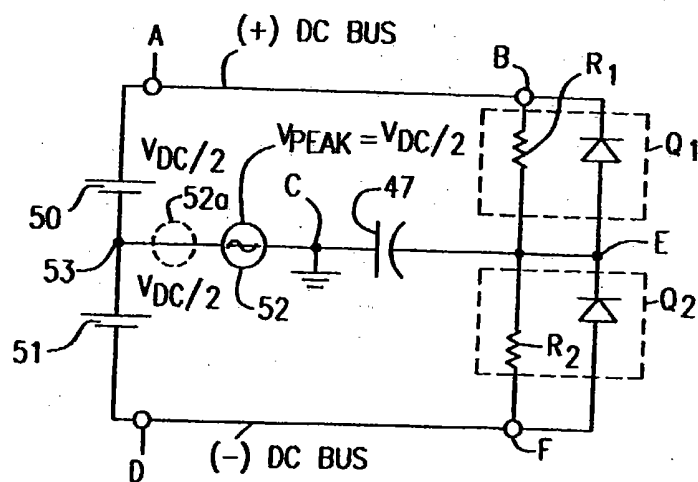 A
(+) DC BUS
B
R1
VDC/2
VPEAK = VDC/2
Q1
52a
C
47
50
53
E
VDC/2
52
Q2
51
R2
D
(-) DC BUS
F